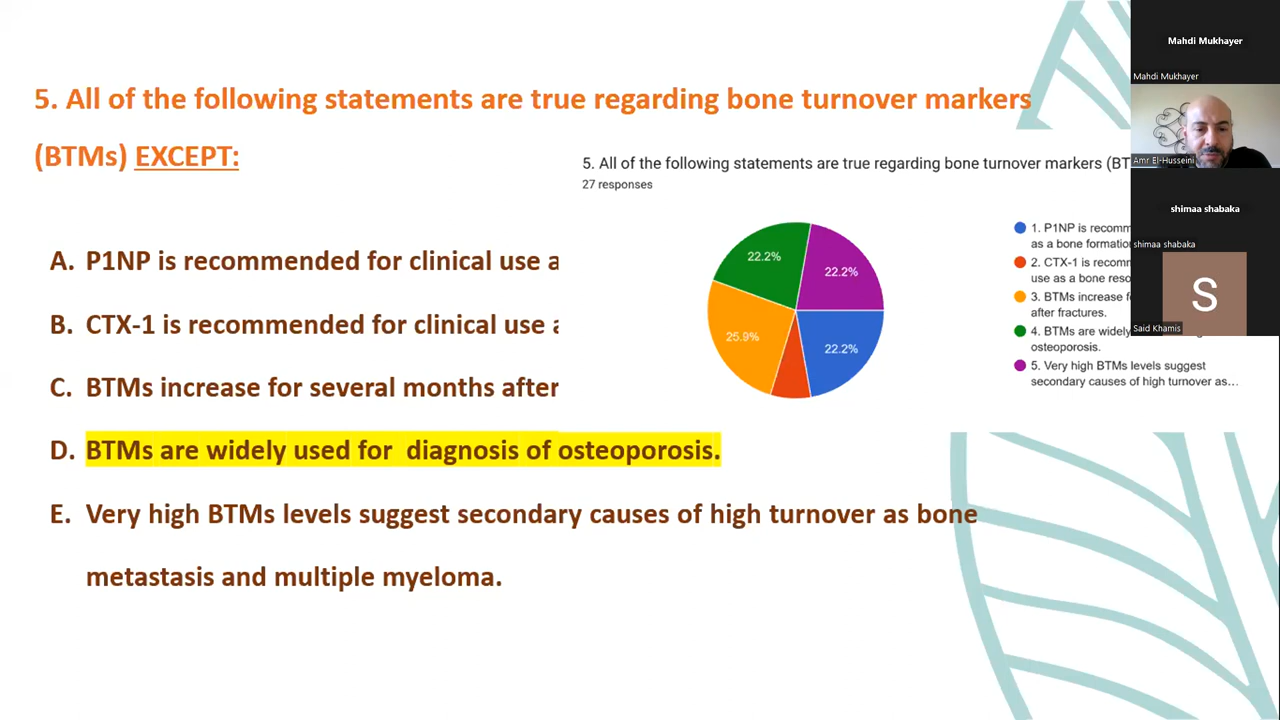 5. All of the following statements are true regarding bone turnover markers
(BTMs) EXCEPT:
A. P1NP is recommended for clinical use a
B. CTX-1 is recommended for clinical use
C. BTMs increase for several months after
D. BTMs are widely used for diagnosis of osteoporosis.
E. Very high BTMs levels suggest secondary causes of high turnover as bone
metastasis and multiple myeloma.
5. All of the following statements are true regarding bone turnover markers (BT
27 responses
22.2%
22.2%
25.9%
22.2%
1. P1NP is recomm
as a bone formatio
2. CTX-1 is recom
use as a bone reso
3. BTMs increase
after fractures.
4. BTMs are widely
osteoporosis.
5. Very high BTMs levels suggest
secondary causes of high turnover as...
Mahdi Mukhayer
Mahdi Mukhayer
Amr El-Husseini
shimaa shabaka
shimaa shabaka
S
Said Khamis